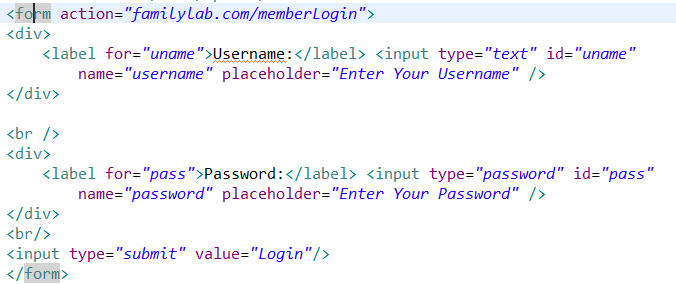 <form action="familylab.com/memberLogin">
<div>
<label for="uname">Username:</label> <input type="text" id="uname"
name="username" placeholder="Enter Your Username" />
</div>
<br />
<div>
<label for="pass">Password:</label> <input type="password" id="pass"
name="password" placeholder="Enter Your Password" />
</div>
<br/>
<input type="submit" value="Login"/>
</form>